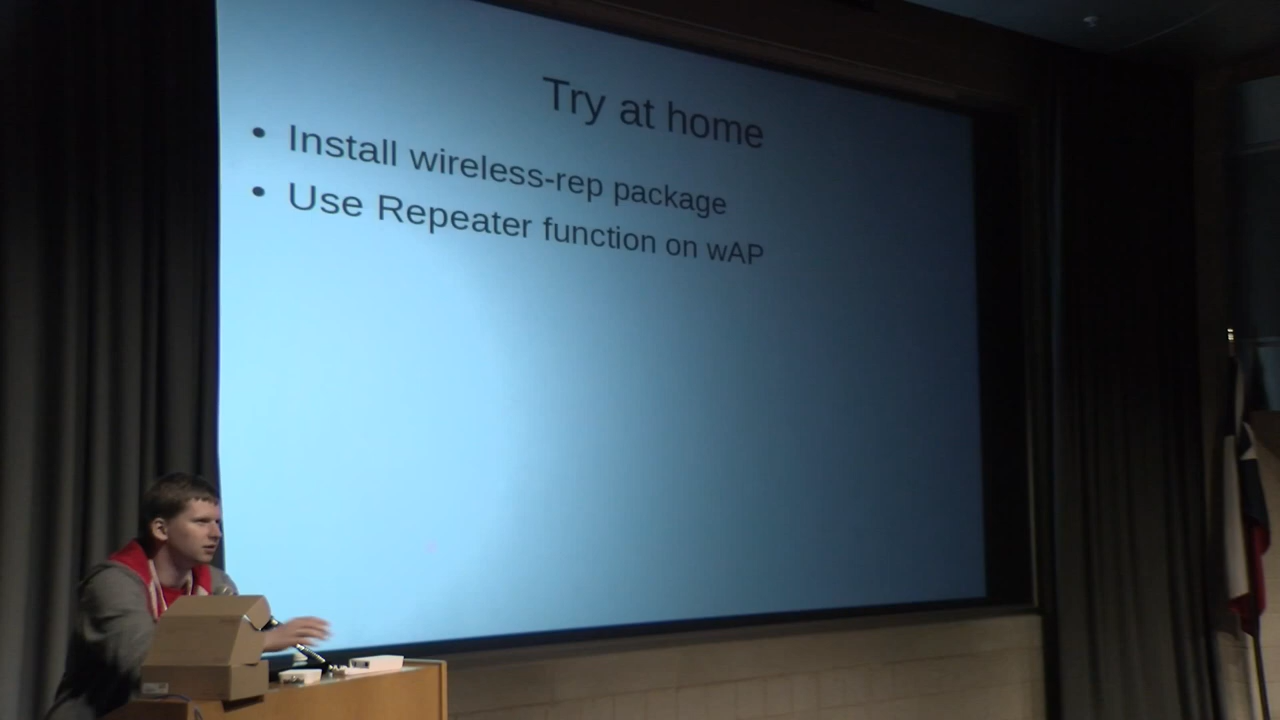 Try at home
• Install wireless-rep package
• Use Repeater function on wAP